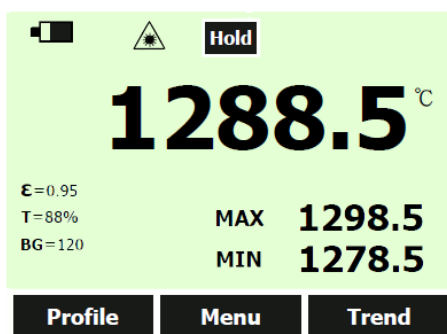 Hold
1288.5 ℃
ε=0.95
T=88%
BG=120
MAX 1298.5
MIN 1278.5
Profile Menu Trend